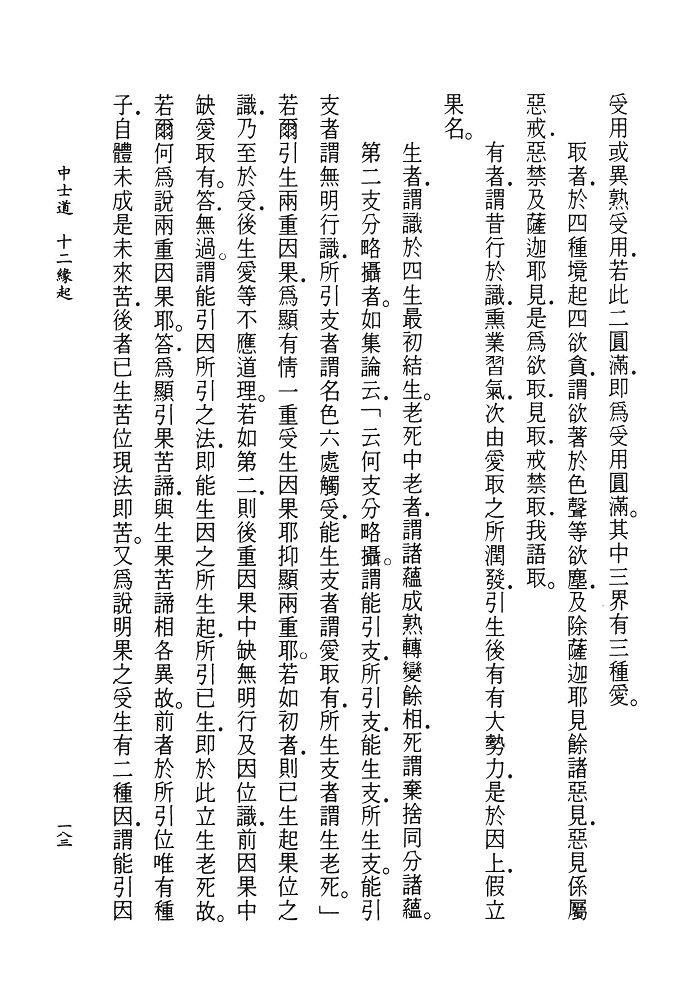 受用或異熟受用．若此二圓滿．即為受用圓滿。其中三界有三種愛。
取者．於四種境起四欲貪．謂欲著於色聲等欲塵．及除薩迦耶見餘諸惡見．惡見係屬
惡戒．惡禁及薩迦耶見．是為欲取．見取．戒禁取．我語取。
有者．謂昔行於識．熏業習氣．次由愛取之所潤發．引生後有有大勢力．是於因上．假立
果名。
生者．謂識於四生最初結生。老死中老者．謂諸蘊成熟轉變餘相．死謂棄捨同分諸蘊。
第二支分略攝者。如集論云．「云何支分略攝。謂能引支．所引支．能生支．所生支。能引
支者謂無明行識．所引支者謂名色六處觸受．能生支者謂愛取有．所生支者謂生老死。」
若爾引生兩重因果．為顯有情一重受生因果耶抑顯兩重耶。若如初者．則已生起果位之
識．乃至於受．後生愛等不應道理。若如第二．則後重因果中缺無明行及因位識．前因果中
缺愛取有。答．無過。謂能引因所引之法．即能生因之所生起．所引已生．即於此立生老死故。
若爾何為說兩重因果耶。答．為顯引果苦諦．與生果苦諦相各異故。前者於所引位唯有種
子．自體未成是未來苦．後者已生苦位現法即苦。又為說明果之受生有二種因．謂能引因
中士道　十二緣起
一八三